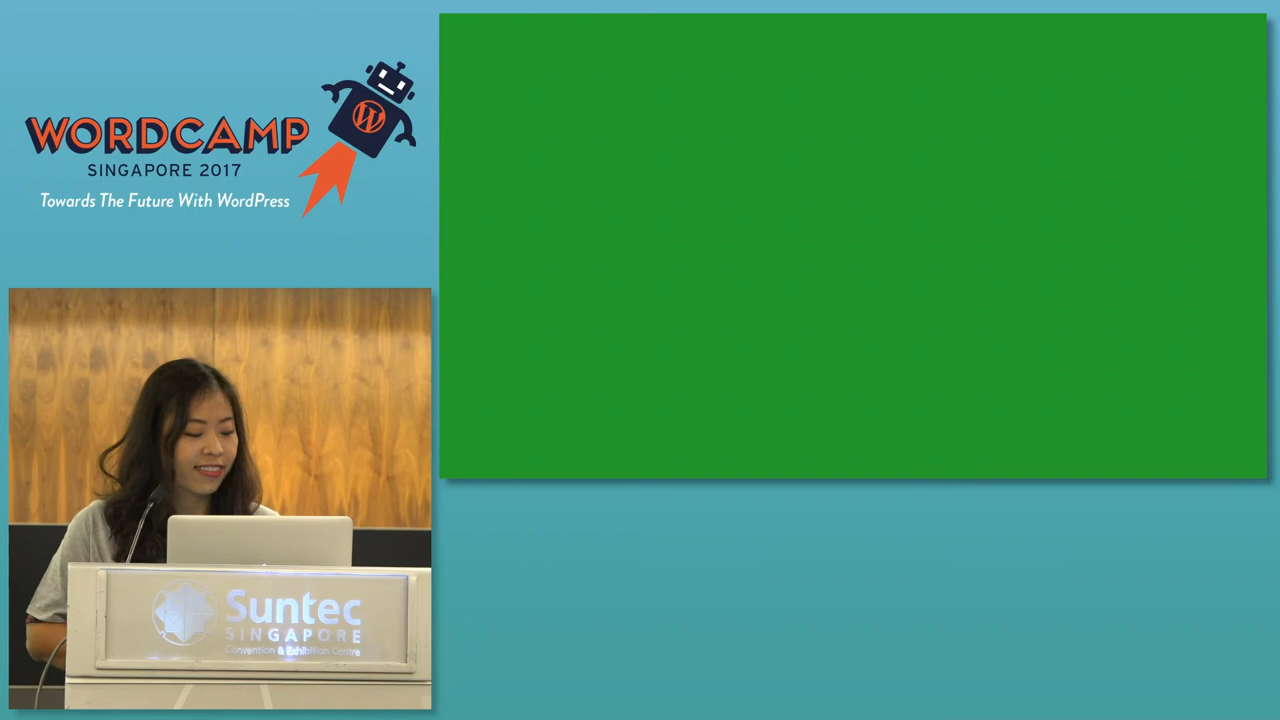 WORDCAMP
SINGAPORE 2017
Towards The Future With WordPress
Suntec
SINGAPORE
Convention & Exhibition Centre